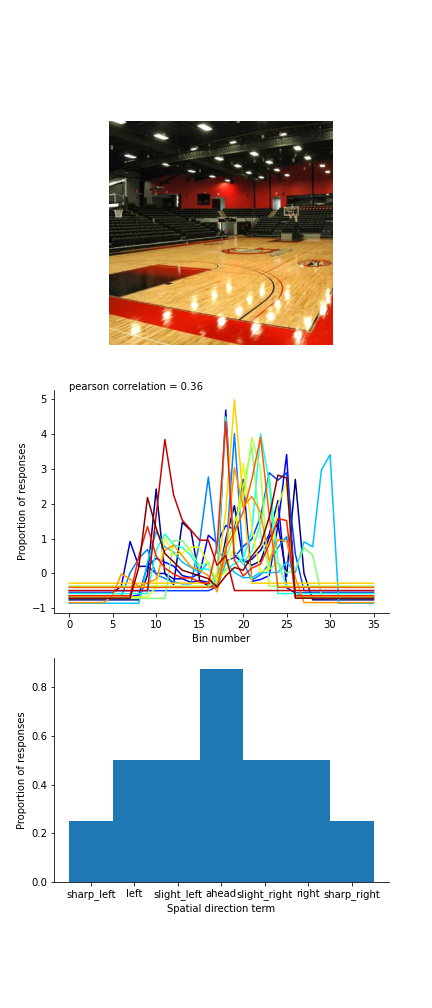 pearson correlation = 0.36
5
4
3
2
1
0
−1
Proportion of responses
0 5 10 15 20 25 30 35
Bin number
0.8
0.6
0.4
0.2
0.0
Proportion of responses
sharp_left left slight_left ahead slight_right right sharp_right
Spatial direction term